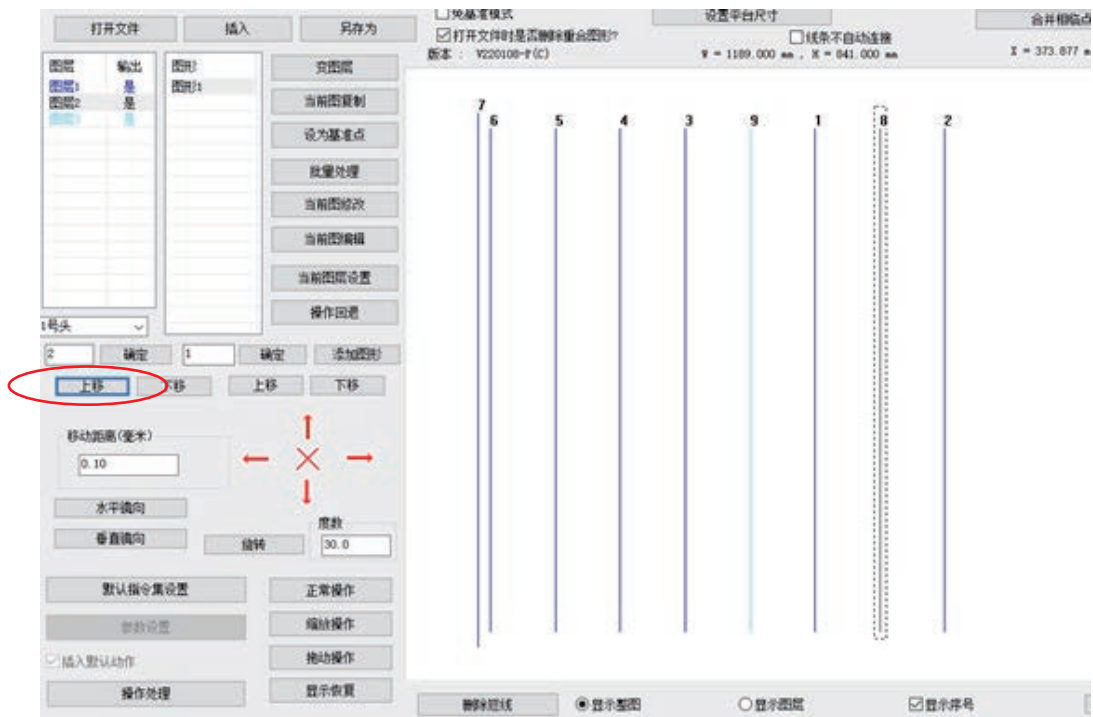 打开文件 插入 另存为
免基准模式 设置平台尺寸 合并相临点
打开文件时是否删除重合图形? 线条不自动连接
版本 : V220108-F(C) W = 1189.000 mm , H = 841.000 mm X = 373.877 m
图层 输出 图形 变图层
图层1 是 图形1
图层2 是 当前图复制
图层3 是
设为基准点
批量处理
当前图修改
当前图编辑
当前图层设置
操作回退
1号头
2 确定 1 确定 添加图形
上移 下移 上移 下移
移动距离(毫米)
0.10
水平镜向
垂直镜向 旋转 度数
30.0
默认指令集设置 正常操作
参数设置 缩放操作
插入默认动作 拖动操作
操作处理 显示恢复
7
6 5 4 3 9 1 8 2
删除短线 显示整图 显示图层 显示序号